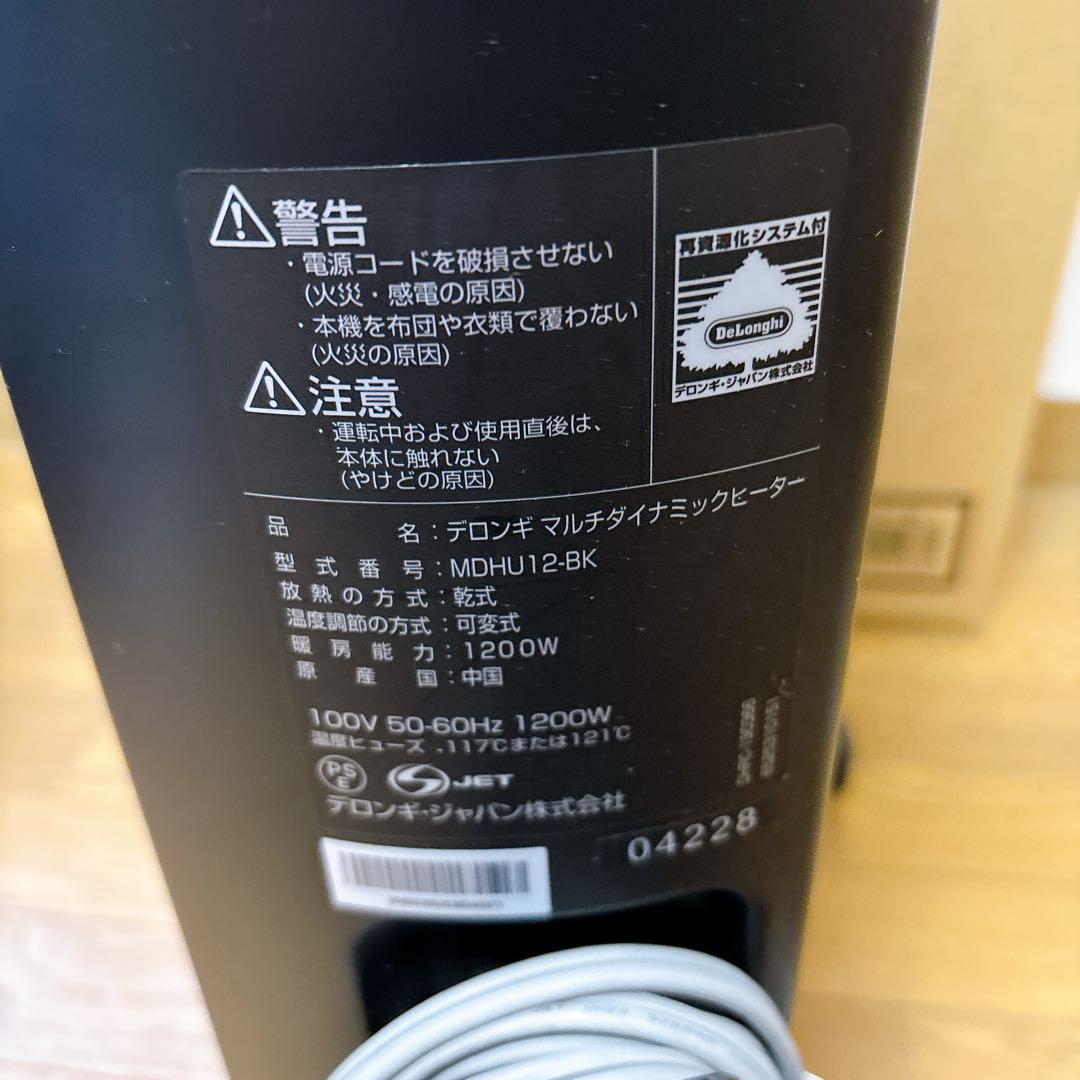 警告
・電源コードを破損させない
(火災・感電の原因)
・本機を布団や衣類で覆わない
(火災の原因)
注意
・運転中および使用直後は、
本体に触れない
(やけどの原因)
再資源化システム付
DeLonghi
デロンギ・ジャパン株式会社
品名:デロンギ マルチダイナミックヒーター
型式番号:MDHU12-BK
放熱の方式:乾式
温度調節の方式:可変式
暖房能力:1200W
原産国:中国
100V 50-60Hz 1200W
温度ヒューズ .117℃または121℃
PSE
JET
デロンギ・ジャパン株式会社
04228